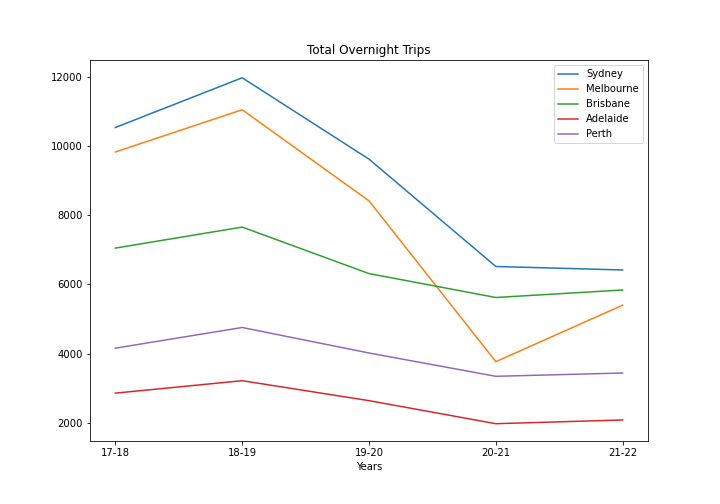 Total Overnight Trips
12000
10000
8000
6000
4000
2000
Sydney
Melbourne
Brisbane
Adelaide
Perth
17-18 18-19 19-20 20-21 21-22
Years